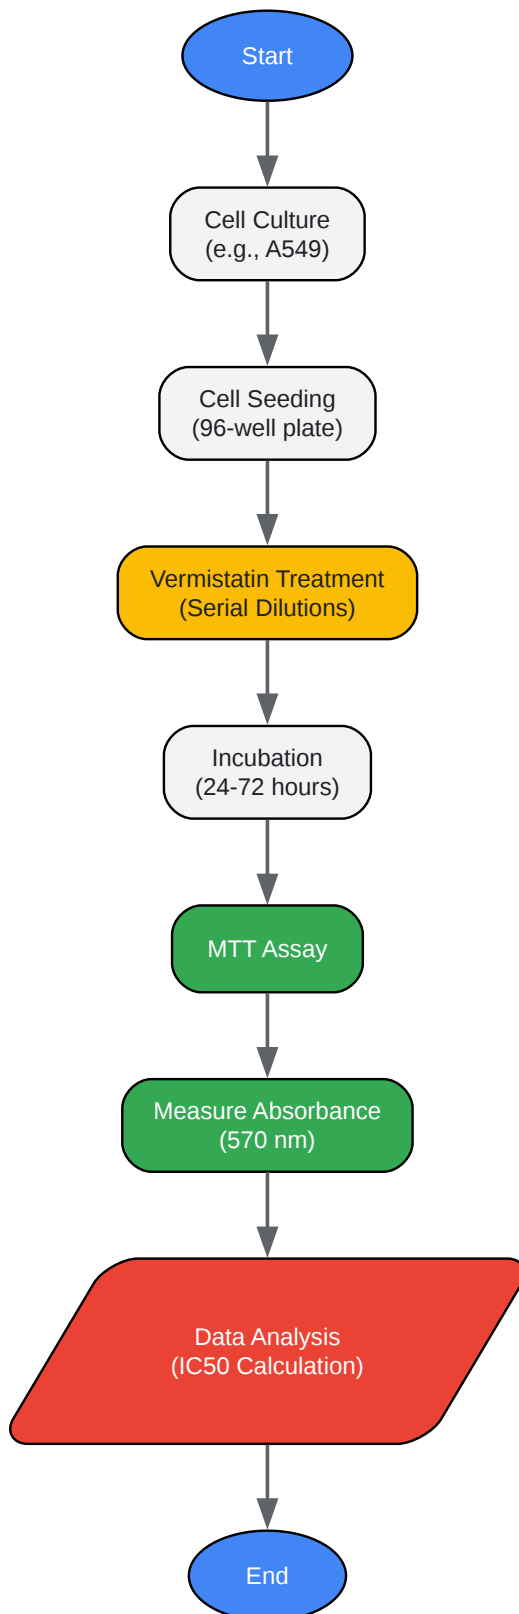 Start
Cell Culture
(e.g., A549)
Cell Seeding
(96-well plate)
Vermistatin Treatment
(Serial Dilutions)
Incubation
(24-72 hours)
MTT Assay
Measure Absorbance
(570 nm)
Data Analysis
(IC50 Calculation)
End